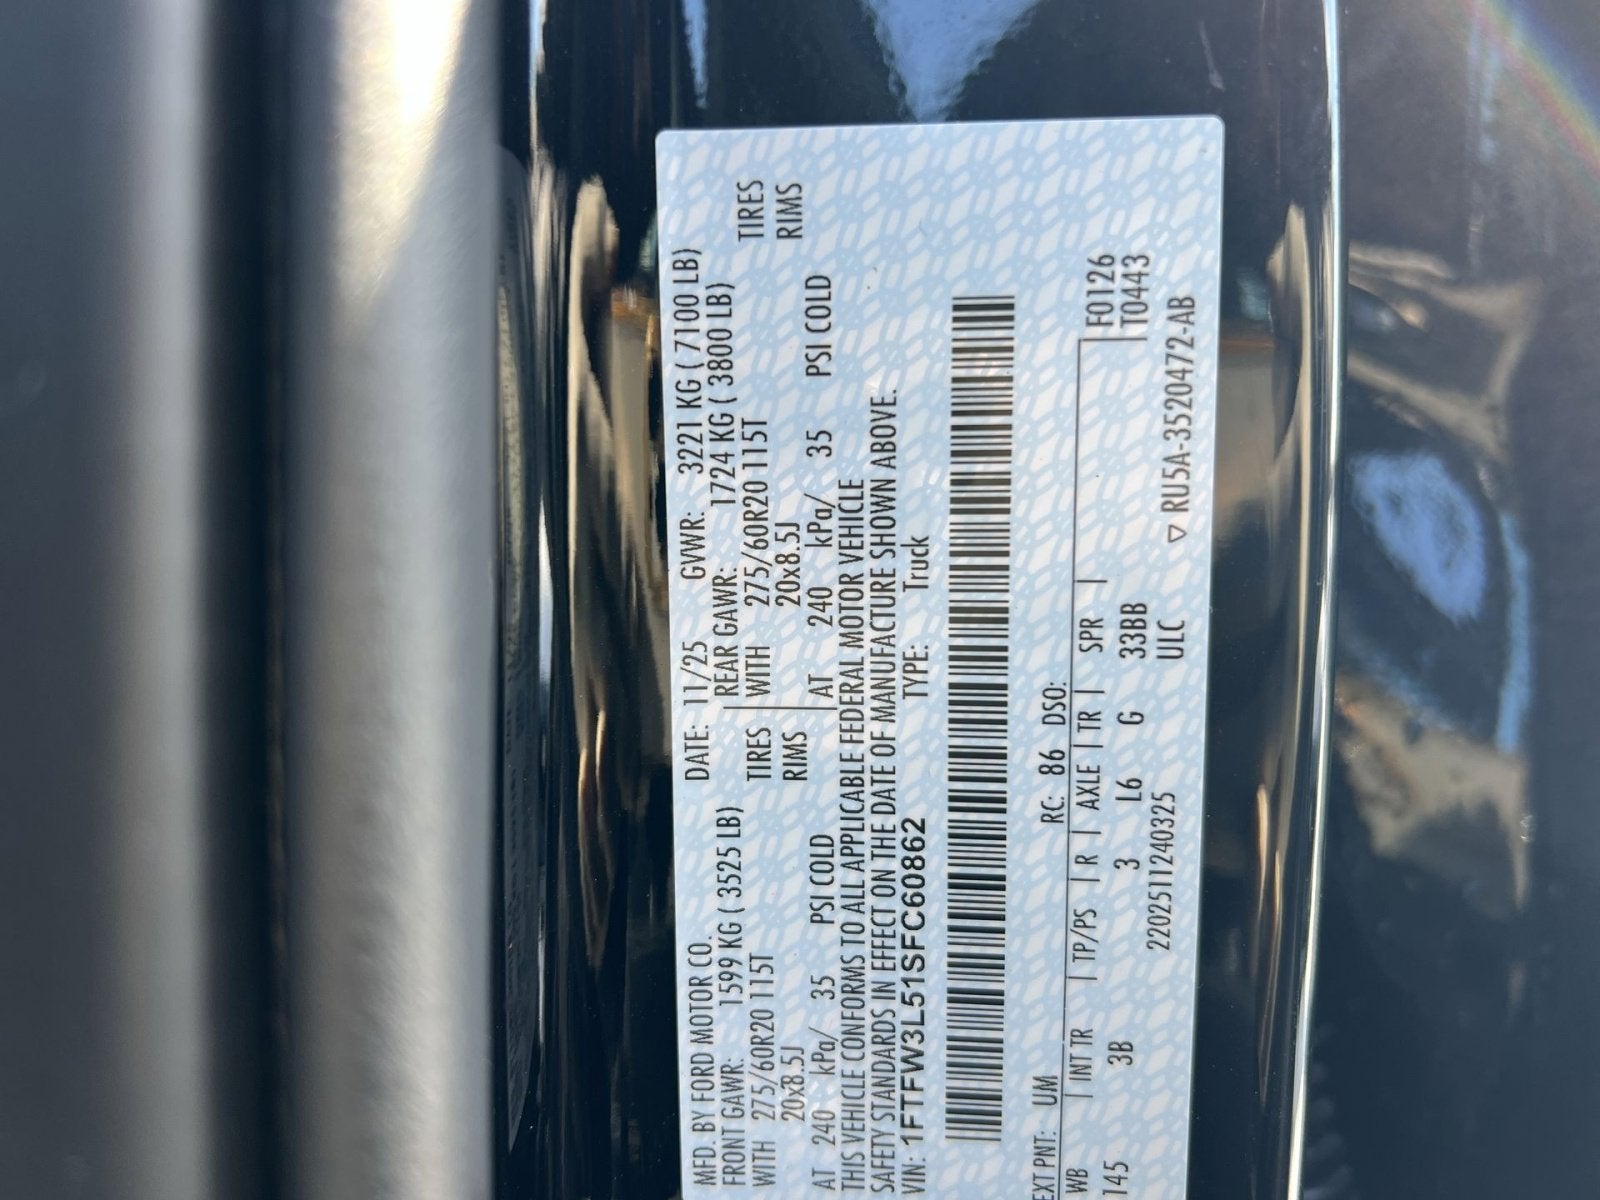 MFD. BY FORD MOTOR CO. DATE: 11/25 GVWR: 3221 KG ( 7100 LB)
FRONT GAWR: 1599 KG ( 3525 LB) REAR GAWR: 1724 KG ( 3800 LB)
WITH 275/60R20 115T TIRES WITH 275/60R20 115T TIRES
20x8.5J RIMS 20x8.5J RIMS
AT 240 kPa/ 35 PSI COLD AT 240 kPa/ 35 PSI COLD
THIS VEHICLE CONFORMS TO ALL APPLICABLE FEDERAL MOTOR VEHICLE
SAFETY STANDARDS IN EFFECT ON THE DATE OF MANUFACTURE SHOWN ABOVE.
VIN: 1FTFW3L51SFC60862 TYPE: Truck
EXT PNT: UM RC: 86 DSO:
WB INT TR TP/PS R AXLE TR SPR F0126
145 3B 3 L6 G 33BB T0443
2202511240325 ULC ▽ RU5A-3520472-AB